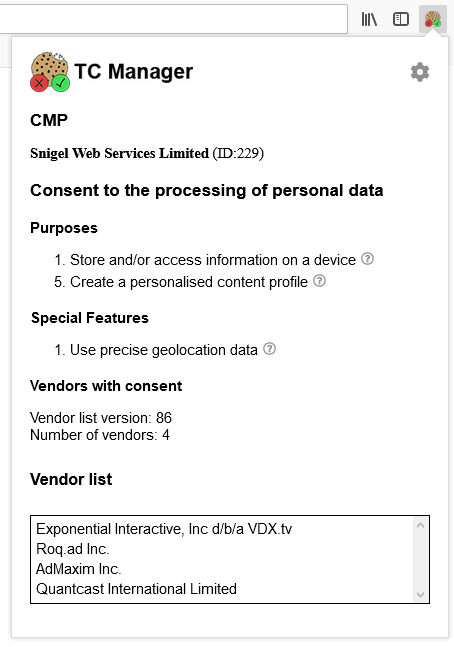 TC Manager
CMP
Snigel Web Services Limited (ID:229)
Consent to the processing of personal data
Purposes
1. Store and/or access information on a device ?
5. Create a personalised content profile ?
Special Features
1. Use precise geolocation data ?
Vendors with consent
Vendor list version: 86
Number of vendors: 4
Vendor list
Exponential Interactive, Inc d/b/a VDX.tv
Roq.ad Inc.
AdMaxim Inc.
Quantcast International Limited